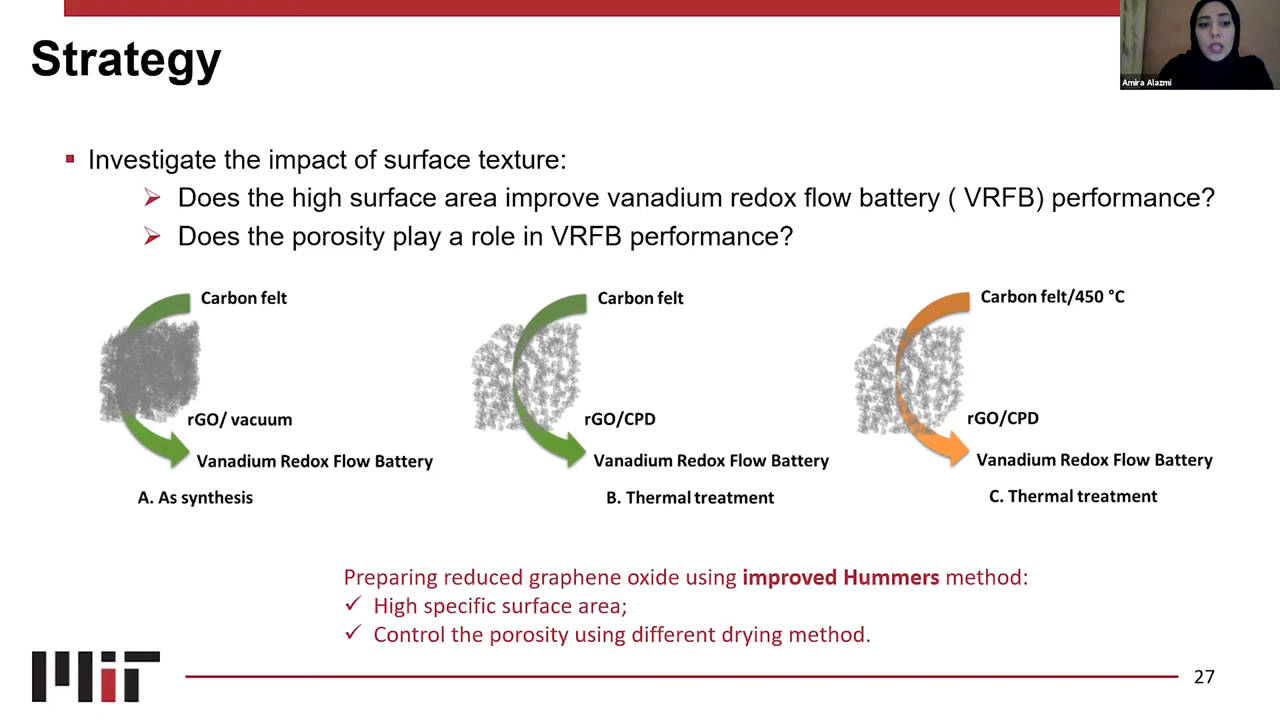 Amira Alazmi
Strategy
Investigate the impact of surface texture:
Does the high surface area improve vanadium redox flow battery ( VRFB) performance?
Does the porosity play a role in VRFB performance?
Carbon felt
rGO/ vacuum
Vanadium Redox Flow Battery
A. As synthesis
Carbon felt
rGO/CPD
Vanadium Redox Flow Battery
B. Thermal treatment
Carbon felt/450 °C
rGO/CPD
Vanadium Redox Flow Battery
C. Thermal treatment
Preparing reduced graphene oxide using improved Hummers method:
High specific surface area;
Control the porosity using different drying method.
MIT
27